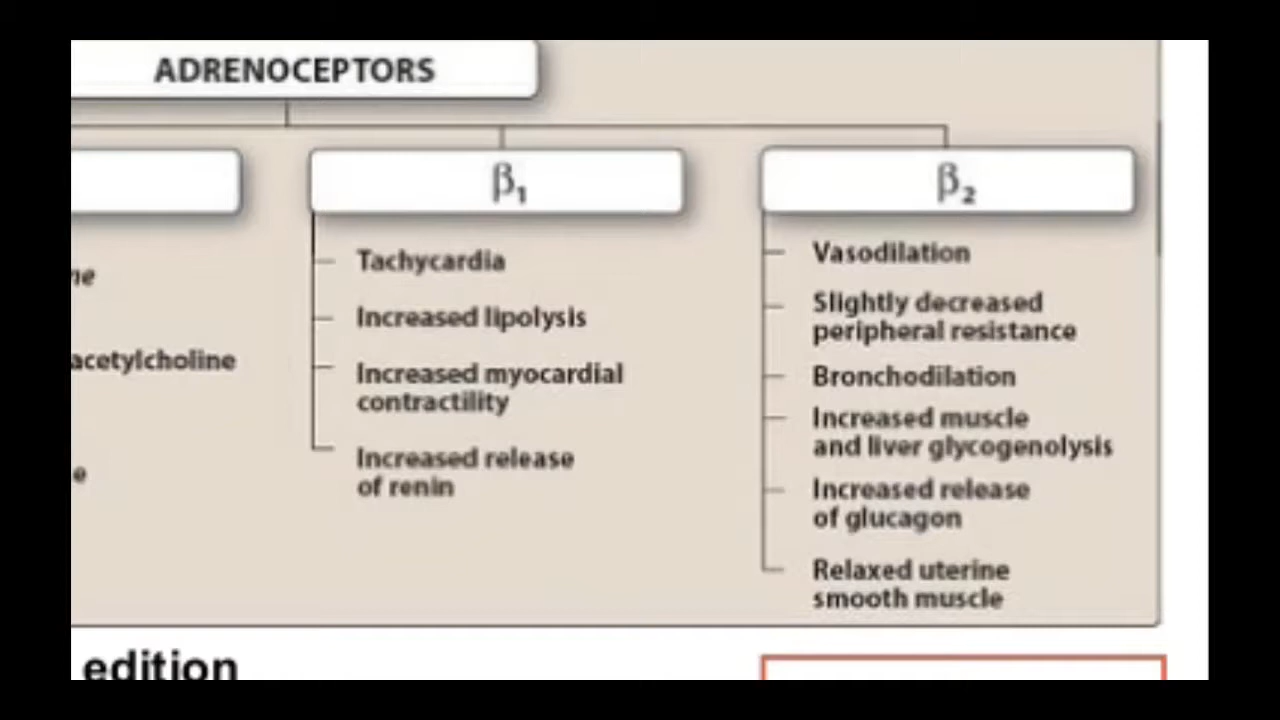 ADRENOCEPTORS
β₁
β₂
ne
acetylcholine
e
Tachycardia
Increased lipolysis
Increased myocardial
contractility
Increased release
of renin
Vasodilation
Slightly decreased
peripheral resistance
Bronchodilation
Increased muscle
and liver glycogenolysis
Increased release
of glucagon
Relaxed uterine
smooth muscle
edition